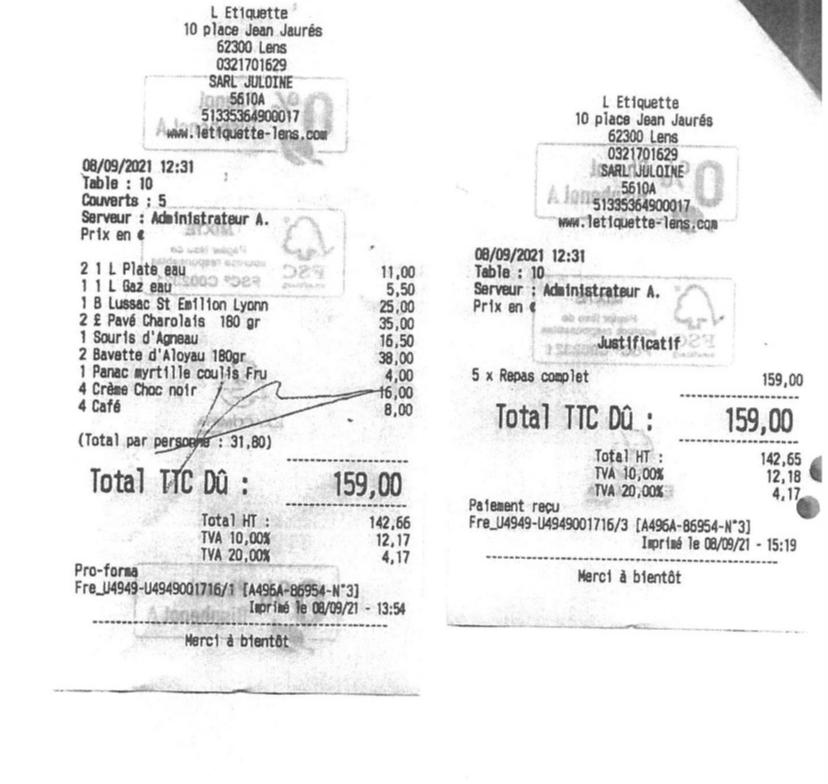 L Etiquette
10 place Jean Jaurés
62300 Lens
0321701629
SARL JULOINE
5610A
51335364900017
www.letiquette-lens.com
08/09/2021 12:31
Table : 10
Couverts : 5
Serveur : Administrateur A.
Prix en €
2 1 L Plate eau 11,00
1 1 L Gaz eau 5,50
1 B Lussac St Emilion Lyonn 25,00
2 £ Pavé Charolais 180 gr 35,00
1 Souris d'Agneau 16,50
2 Bavette d'Aloyau 180gr 38,00
1 Panac myrtille coulis Fru 4,00
4 Crème Choc noir 16,00
4 Café 8,00
(Total par personne : 31,80)
Total TTC Dû : 159,00
Total HT : 142,66
TVA 10,00% 12,17
TVA 20,00% 4,17
Pro-forma
Fre_U4949-U4949001716/1 [A496A-86954-N°3]
Imprimé le 08/09/21 - 13:54
Merci à bientôt
L Etiquette
10 place Jean Jaurés
62300 Lens
0321701629
SARL JULOINE
5610A
51335364900017
www.letiquette-lens.com
08/09/2021 12:31
Table : 10
Serveur : Administrateur A.
Prix en €
Justificatif
5 x Repas complet 159,00
Total TTC Dû : 159,00
Total HT : 142,65
TVA 10,00% 12,18
TVA 20,00% 4,17
Paiement reçu
Fre_U4949-U4949001716/3 [A496A-86954-N°3]
Imprimé le 08/09/21 - 15:19
Merci à bientôt